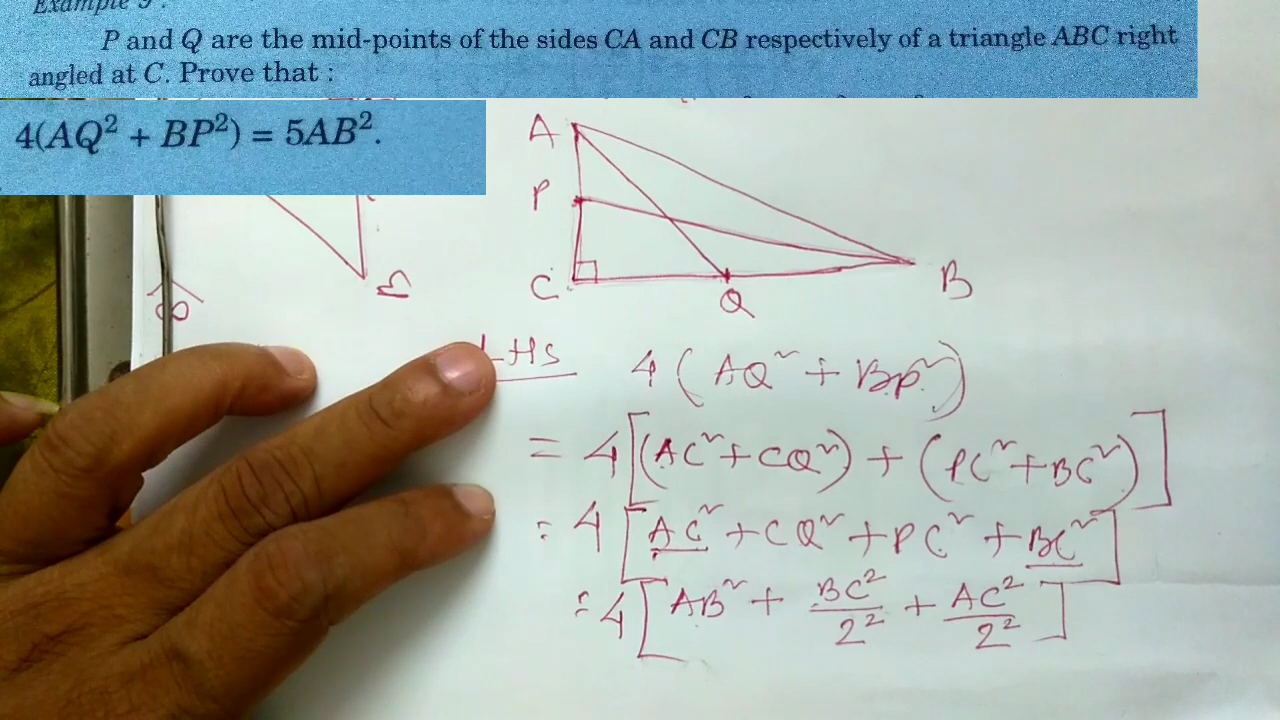 Example 9 :
P and Q are the mid-points of the sides CA and CB respectively of a triangle ABC right
angled at C. Prove that :
4(AQ² + BP²) = 5AB².
A
P
C
Q
B
B
LHS 4(AQ² + BP²)
= 4[(AC² + CQ²) + (PC² + BC²)]
= 4[AC² + CQ² + PC² + BC²]
= 4[AB² + BC²/2² + AC²/2²]